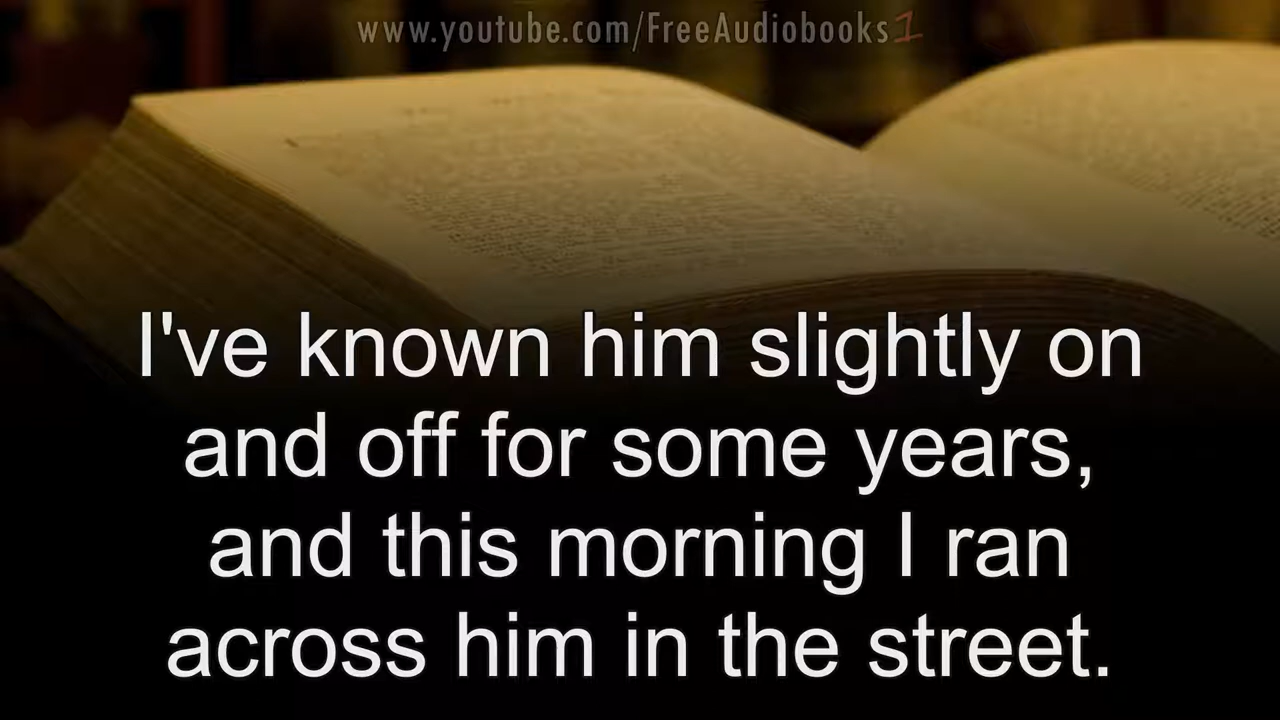 www.youtube.com/FreeAudiobooks1
I've known him slightly on
and off for some years,
and this morning I ran
across him in the street.